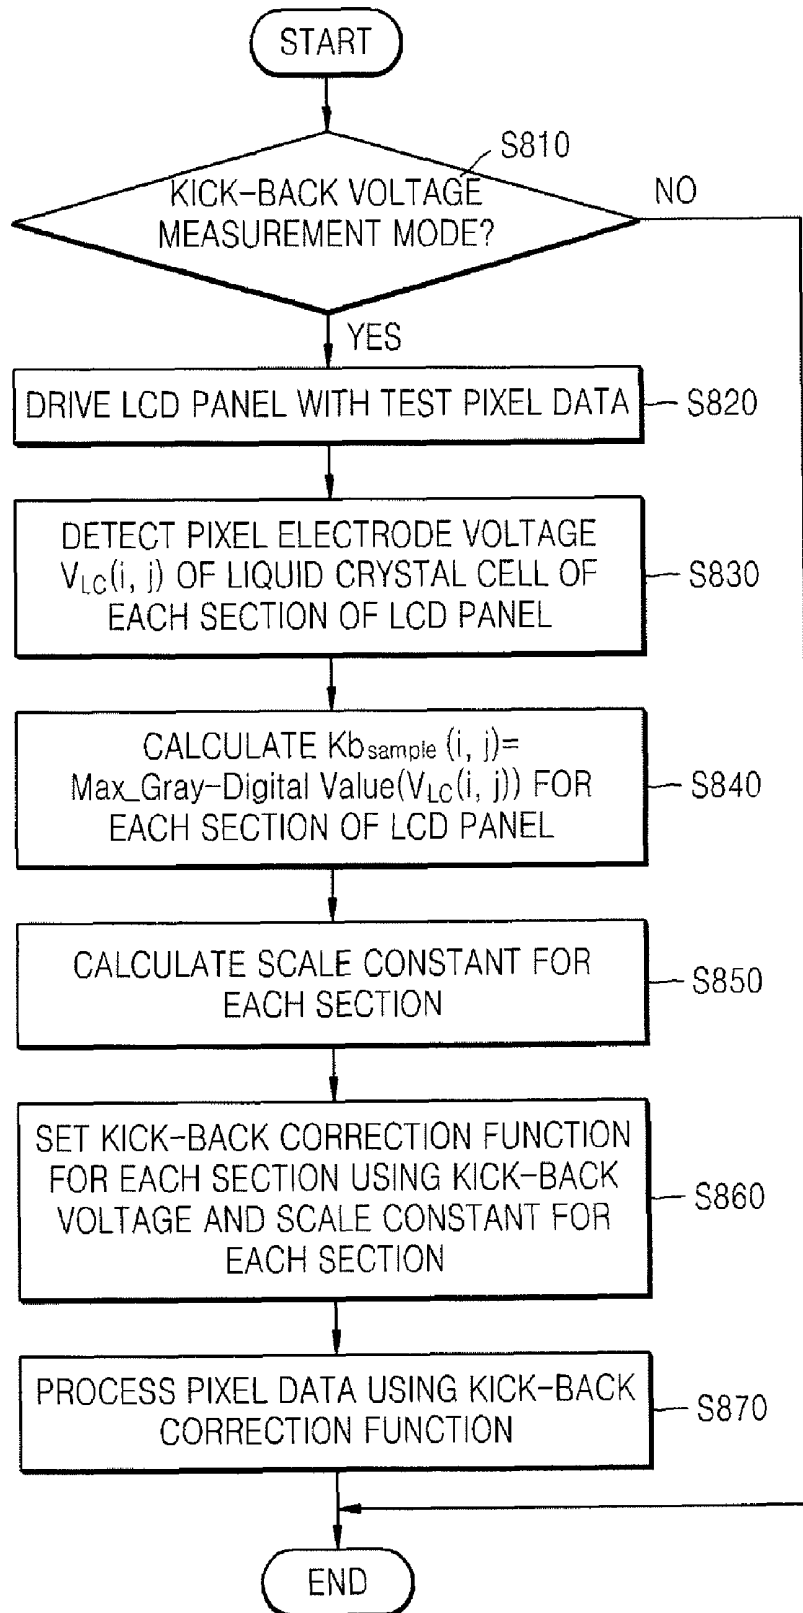 START
S810
KICK-BACK VOLTAGE
MEASUREMENT MODE?
NO
YES
DRIVE LCD PANEL WITH TEST PIXEL DATA
S820
DETECT PIXEL ELECTRODE VOLTAGE
VLC(i, j) OF LIQUID CRYSTAL CELL OF
EACH SECTION OF LCD PANEL
S830
CALCULATE Kbsample (i, j)=
Max_Gray-Digital Value(VLC(i, j)) FOR
EACH SECTION OF LCD PANEL
S840
CALCULATE SCALE CONSTANT FOR
EACH SECTION
S850
SET KICK-BACK CORRECTION FUNCTION
FOR EACH SECTION USING KICK-BACK
VOLTAGE AND SCALE CONSTANT FOR
EACH SECTION
S860
PROCESS PIXEL DATA USING KICK-BACK
CORRECTION FUNCTION
S870
END